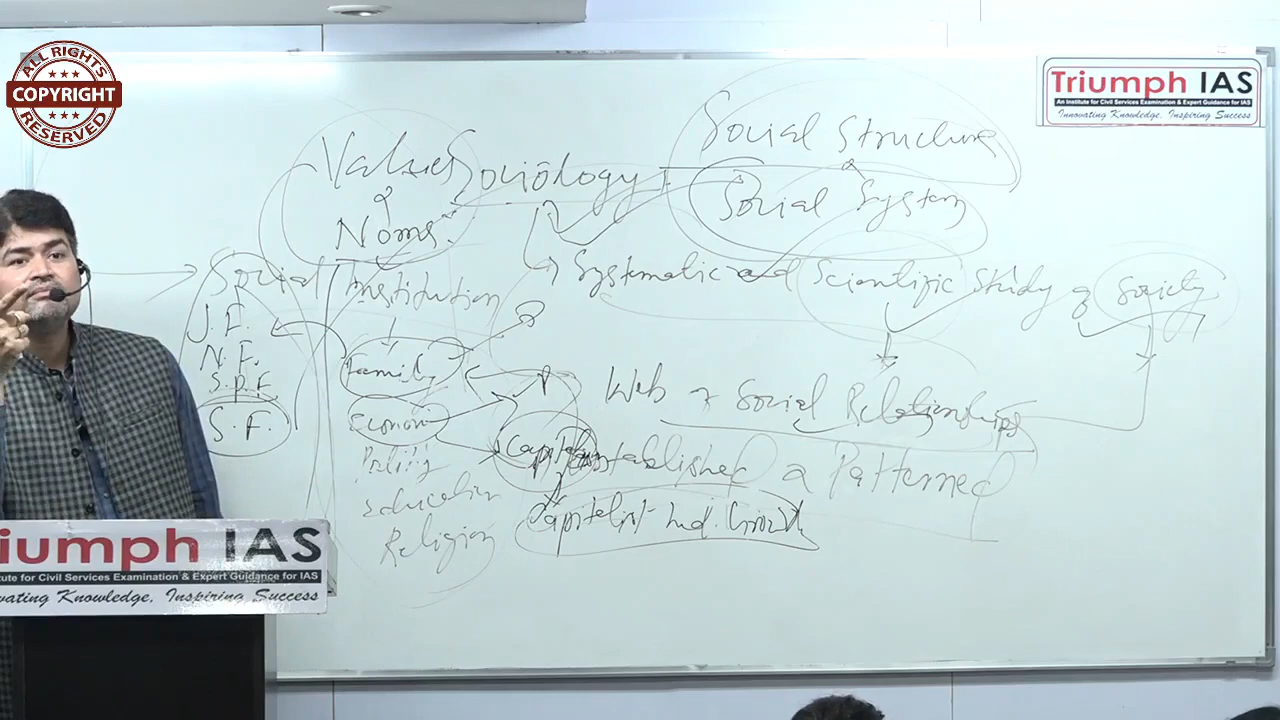 ALL RIGHTS
COPYRIGHT
RESERVED
Triumph IAS
An Institute for Civil Services Examination & Expert Guidance for IAS
Innovating Knowledge, Inspiring Success
Social Structure
Values
Sociology
Social System
&
Noms
Social Institution
Systematic and Scientific Study of Society
J.F.
N.F.
S.P.F.
S.F.
Family
Economy
Polity
Education
Religion
Web of Social Relationships
Capitalism
established & Patterned
Capitalist Ind. Growth
iumph IAS
tute for Civil Services Examination & Expert Guidance for IAS
vating Knowledge, Inspiring Success